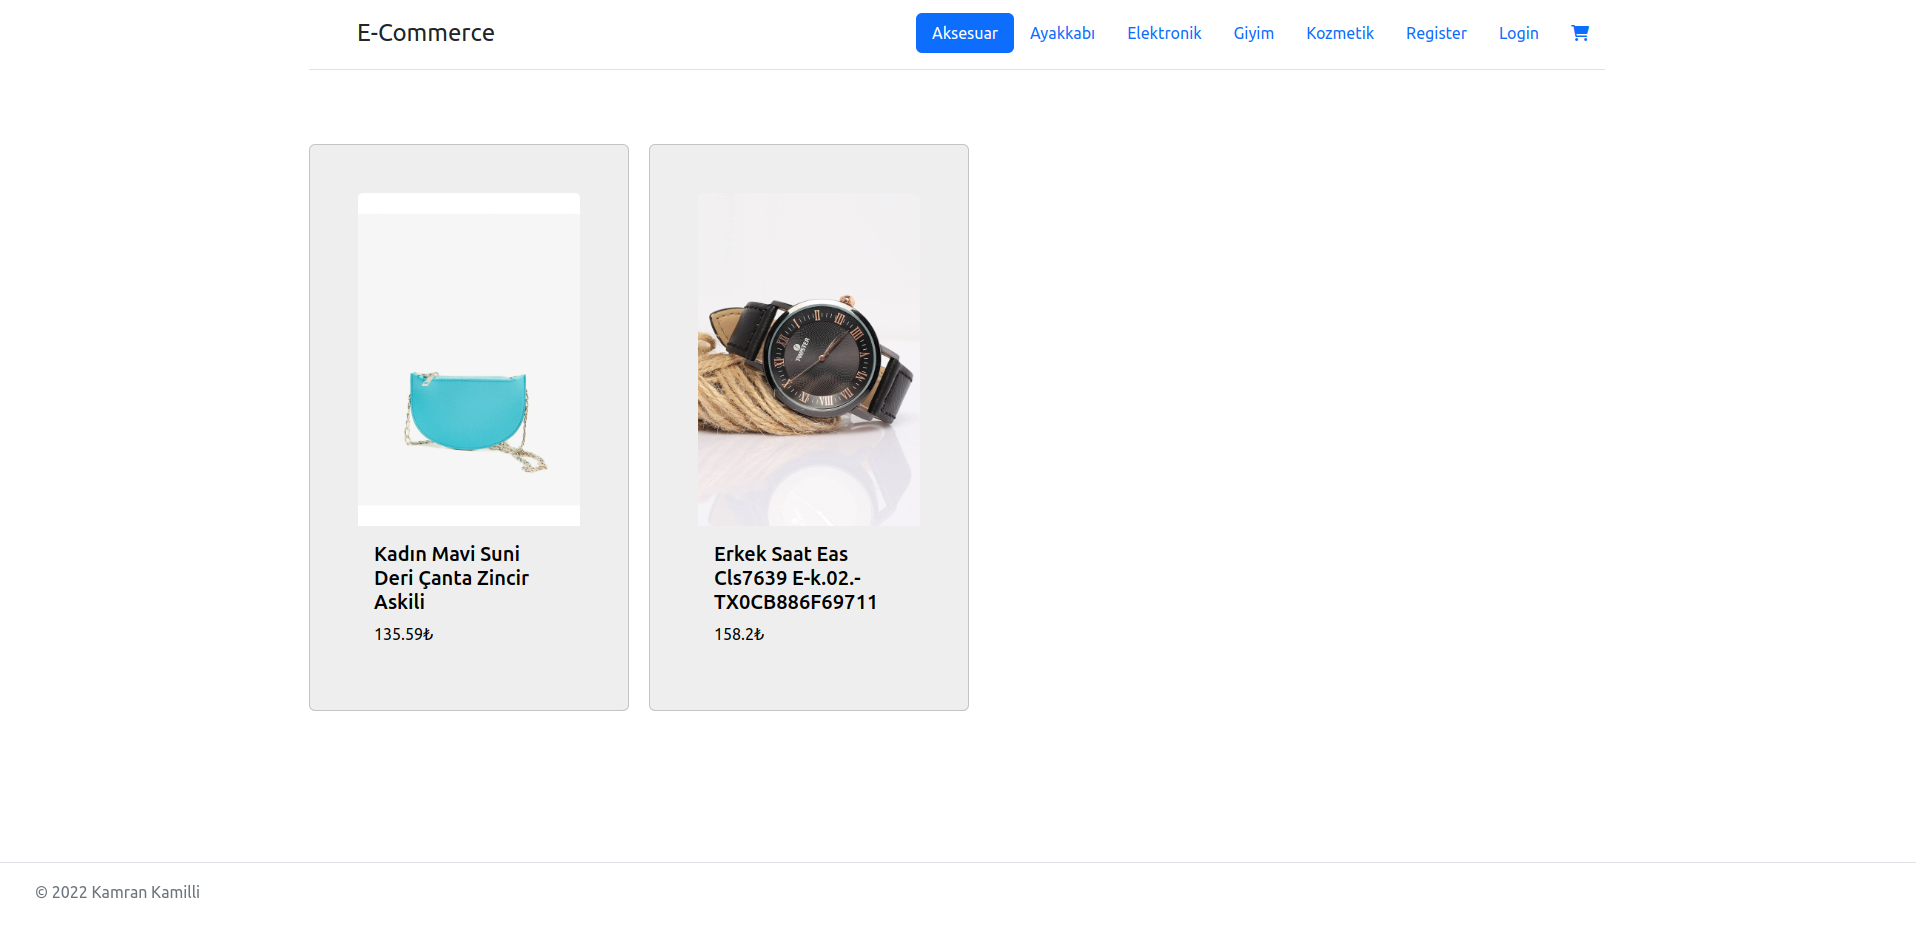 E-Commerce
Aksesuar Ayakkabı Elektronik Giyim Kozmetik Register Login
TWISTER
Kadın Mavi Suni
Deri Çanta Zincir
Askili
135.59₺
Erkek Saat Eas
Cls7639 E-k.02.-
TX0CB886F69711
158.2₺
© 2022 Kamran Kamilli